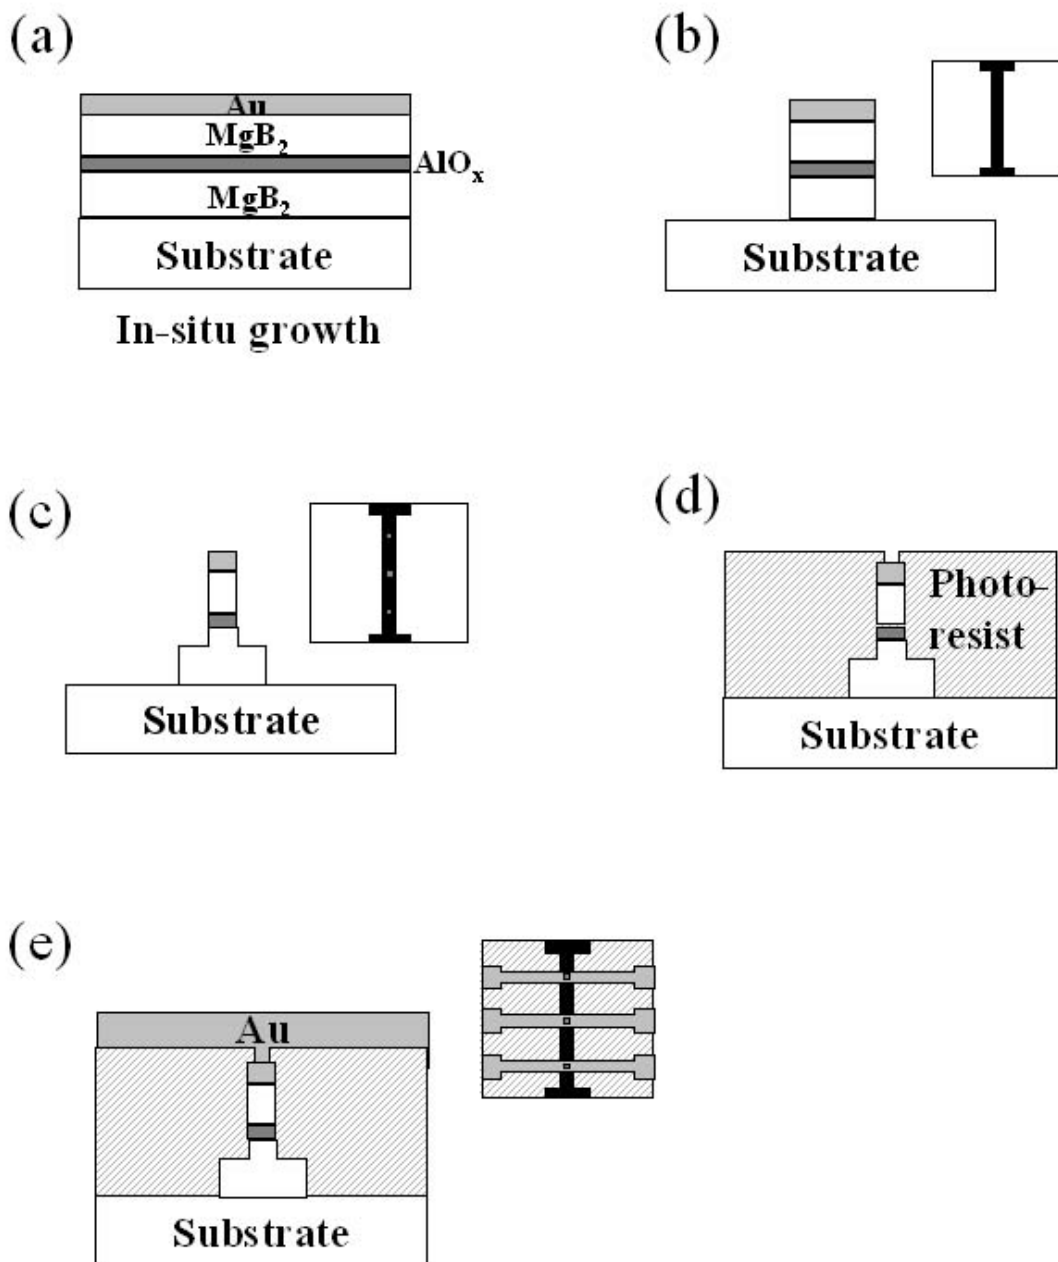 (a)
Au
MgB₂
AlOₓ
MgB₂
Substrate
In-situ growth
(b)
Substrate
(c)
Substrate
(d)
Photo-
resist
Substrate
(e)
Au
Substrate